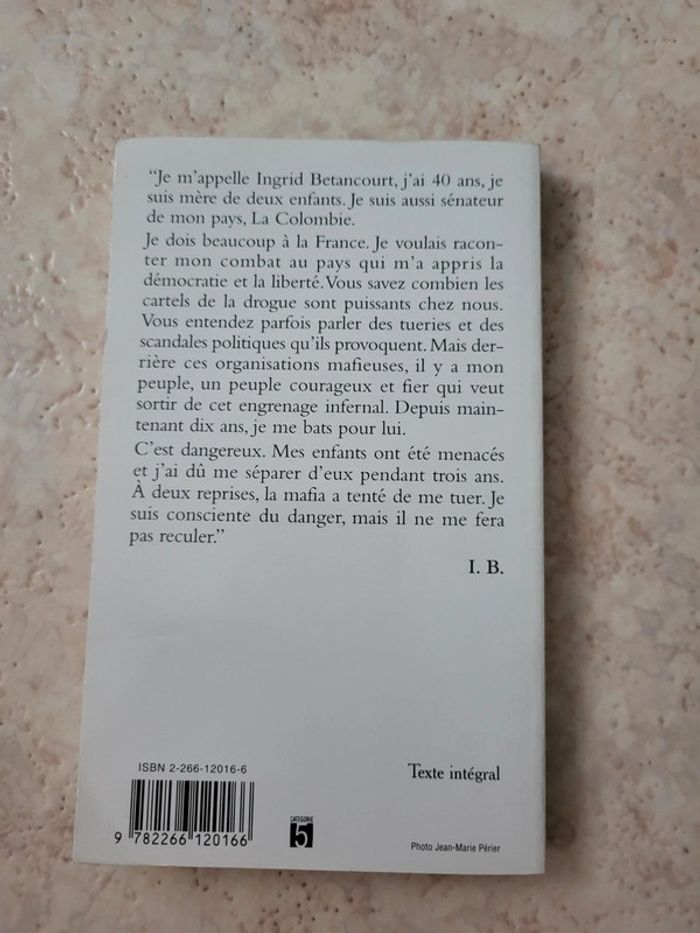 “Je m’appelle Ingrid Betancourt, j’ai 40 ans, je
suis mère de deux enfants. Je suis aussi sénateur
de mon pays, La Colombie.
Je dois beaucoup à la France. Je voulais racon-
ter mon combat au pays qui m’a appris la
démocratie et la liberté. Vous savez combien les
cartels de la drogue sont puissants chez nous.
Vous entendez parfois parler des tueries et des
scandales politiques qu’ils provoquent. Mais der-
rière ces organisations mafieuses, il y a mon
peuple, un peuple courageux et fier qui veut
sortir de cet engrenage infernal. Depuis main-
tenant dix ans, je me bats pour lui.
C’est dangereux. Mes enfants ont été menacés
et j’ai dû me séparer d’eux pendant trois ans.
À deux reprises, la mafia a tenté de me tuer. Je
suis consciente du danger, mais il ne me fera
pas reculer.”
I. B.
ISBN 2-266-12016-6
Texte intégral
9 782266 120166
CATEGORIE
5
Photo Jean-Marie Périer